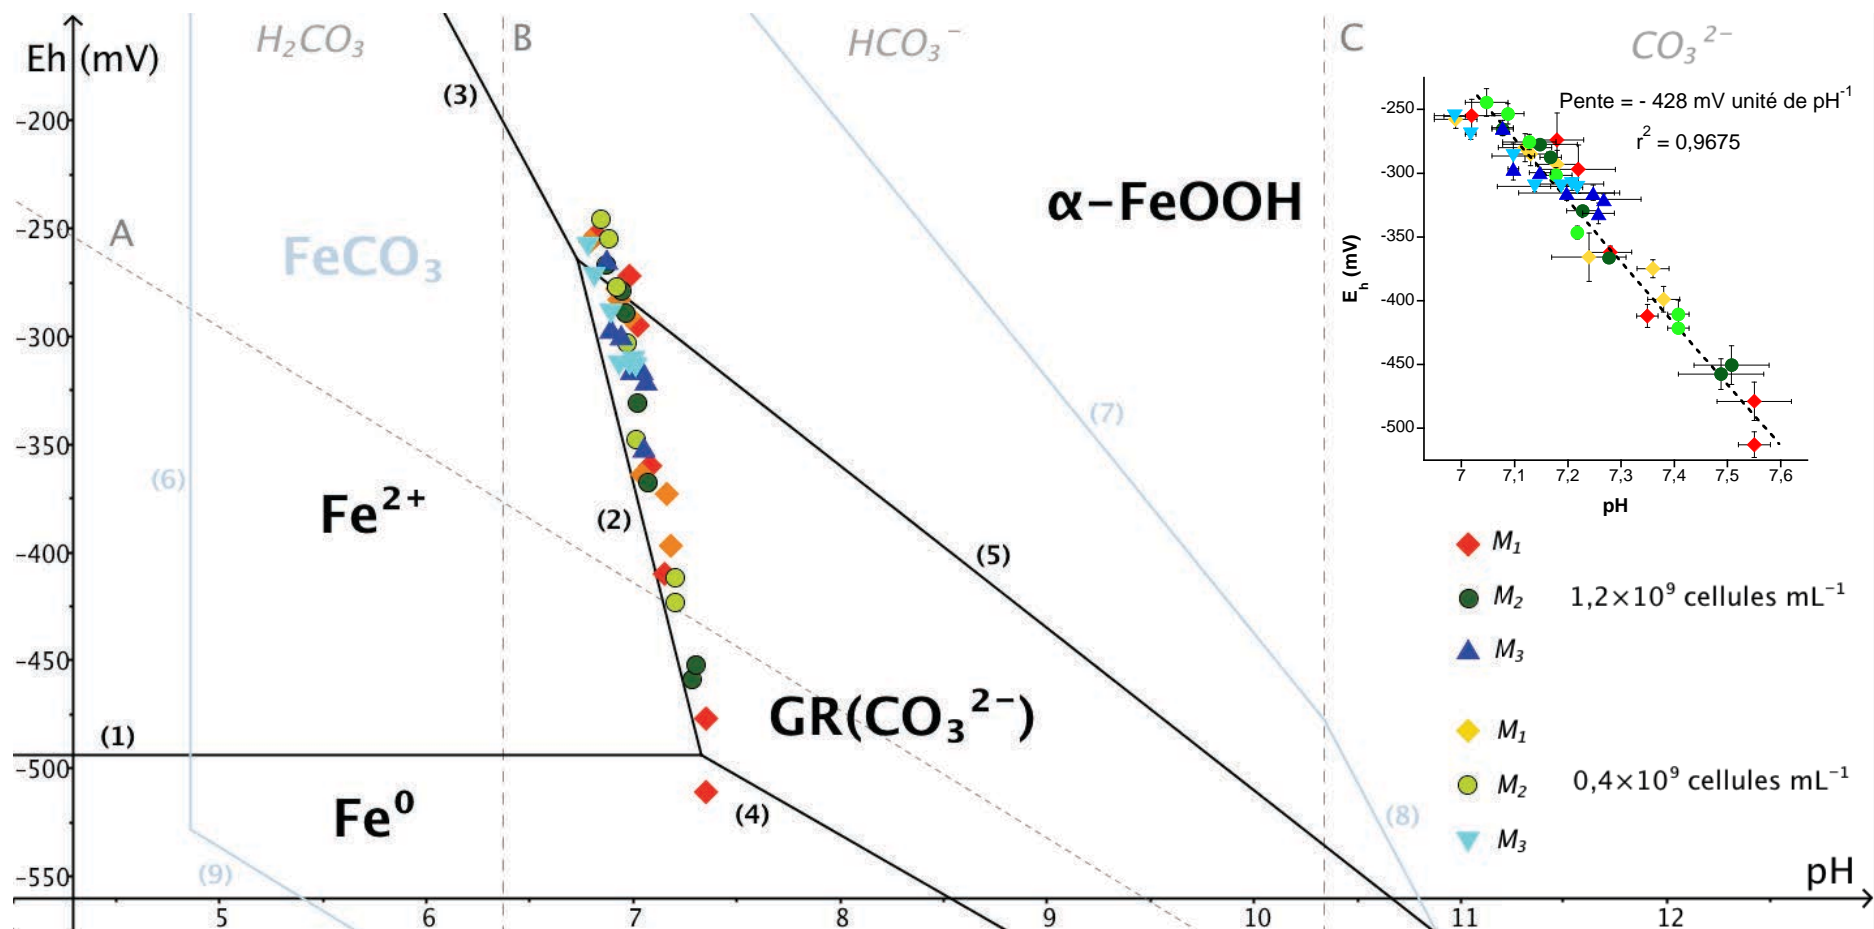 Eh (mV)
H₂CO₃
B
HCO₃⁻
C
CO₃²⁻
(3)
-200
-250
-300
-350
-400
-450
-500
-550
A
FeCO₃
α-FeOOH
(7)
(6)
Fe²⁺
(2)
(5)
GR(CO₃²⁻)
(1)
Fe⁰
(4)
(8)
(9)
pH
5 6 7 8 9 10 11 12
Pente = - 428 mV unité de pH⁻¹
r² = 0,9675
-250
-300
-350
-400
-450
-500
Eₕ (mV)
7 7,1 7,2 7,3 7,4 7,5 7,6
pH
M₁
M₂ 1,2×10⁹ cellules mL⁻¹
M₃
M₁
M₂ 0,4×10⁹ cellules mL⁻¹
M₃